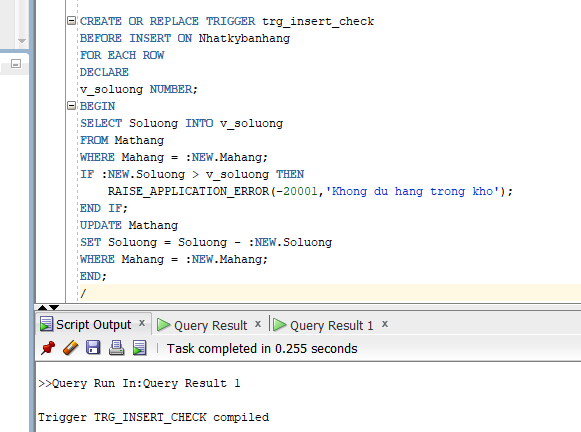 CREATE OR REPLACE TRIGGER trg_insert_check
BEFORE INSERT ON Nhatkybanhang
FOR EACH ROW
DECLARE
v_soluong NUMBER;
BEGIN
SELECT Soluong INTO v_soluong
FROM Mathang
WHERE Mahang = :NEW.Mahang;
IF :NEW.Soluong > v_soluong THEN
    RAISE_APPLICATION_ERROR(-20001,'Khong du hang trong kho');
END IF;
UPDATE Mathang
SET Soluong = Soluong - :NEW.Soluong
WHERE Mahang = :NEW.Mahang;
END;
/
Script Output x Query Result x Query Result 1 x
Task completed in 0.255 seconds
>>Query Run In:Query Result 1
Trigger TRG_INSERT_CHECK compiled